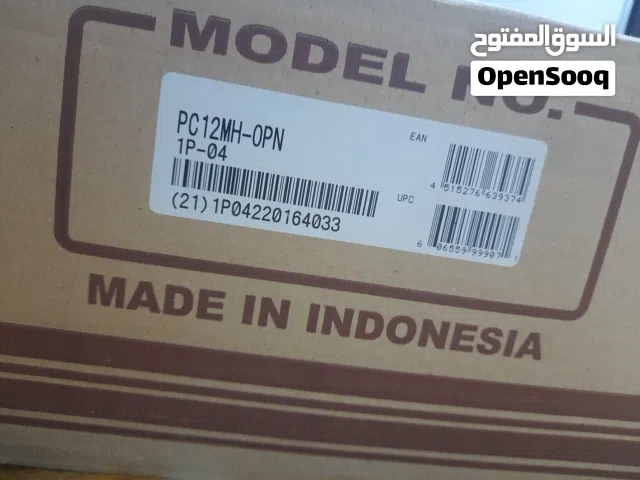 السوق المفتوح
OpenSooq
MODEL NO.
PC12MH-OPN
1P-04
(21)1P04220164033
EAN
4 515276 639374
UPC
6 06559 99907 1
MADE IN INDONESIA